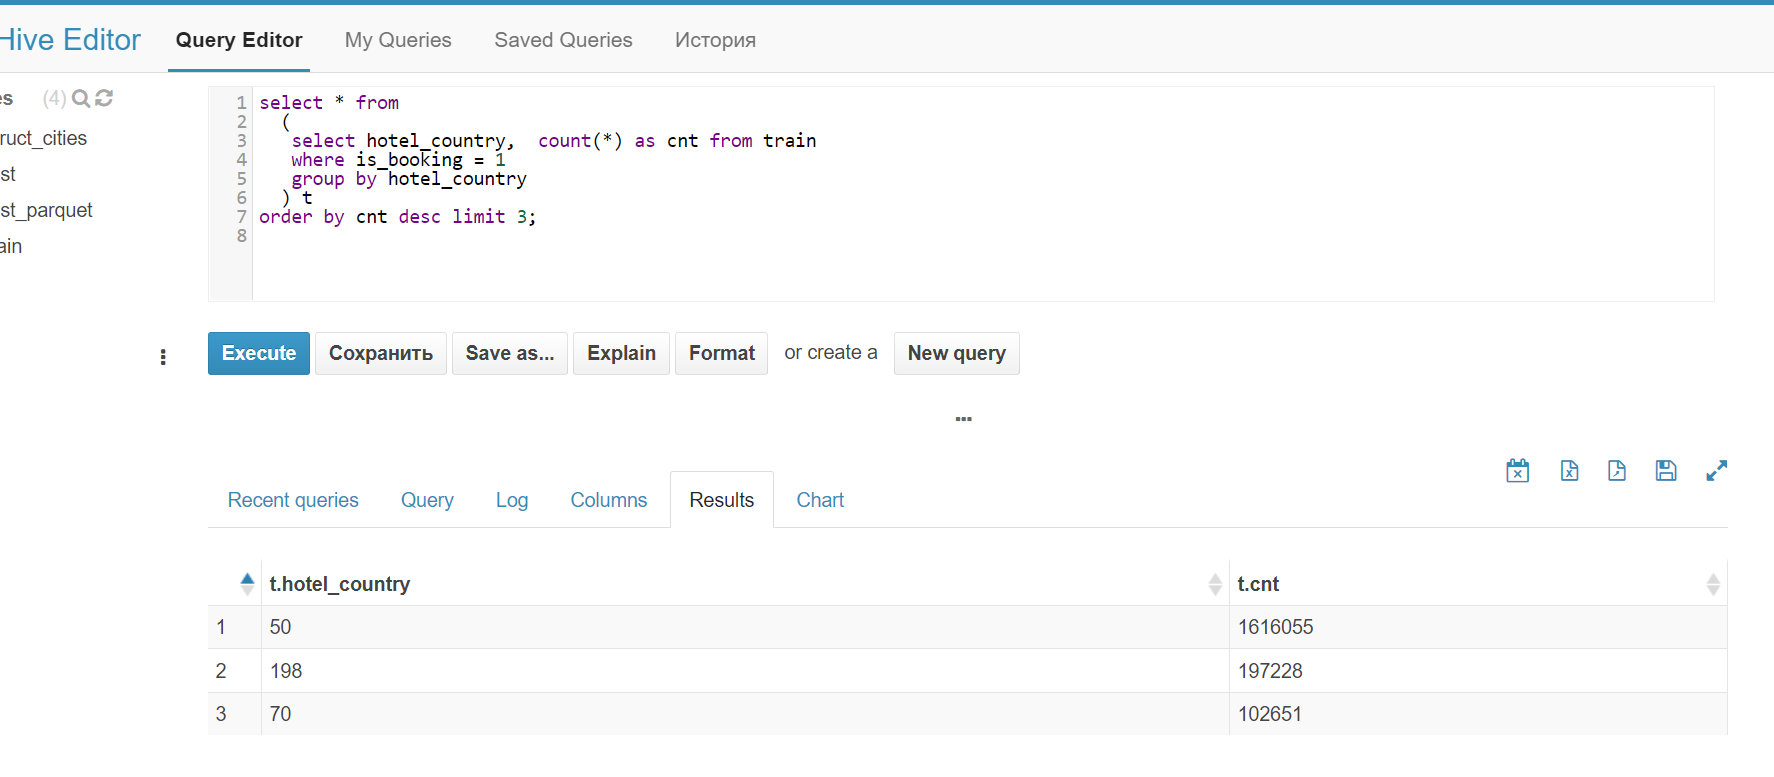 Hive Editor Query Editor My Queries Saved Queries История
es (4)
ruct_cities
st
st_parquet
ain
1 select * from
2 (
3 select hotel_country, count(*) as cnt from train
4 where is_booking = 1
5 group by hotel_country
6 ) t
7 order by cnt desc limit 3;
8
Execute Сохранить Save as... Explain Format or create a New query
Recent queries Query Log Columns Results Chart
t.hotel_country t.cnt
1 50 1616055
2 198 197228
3 70 102651